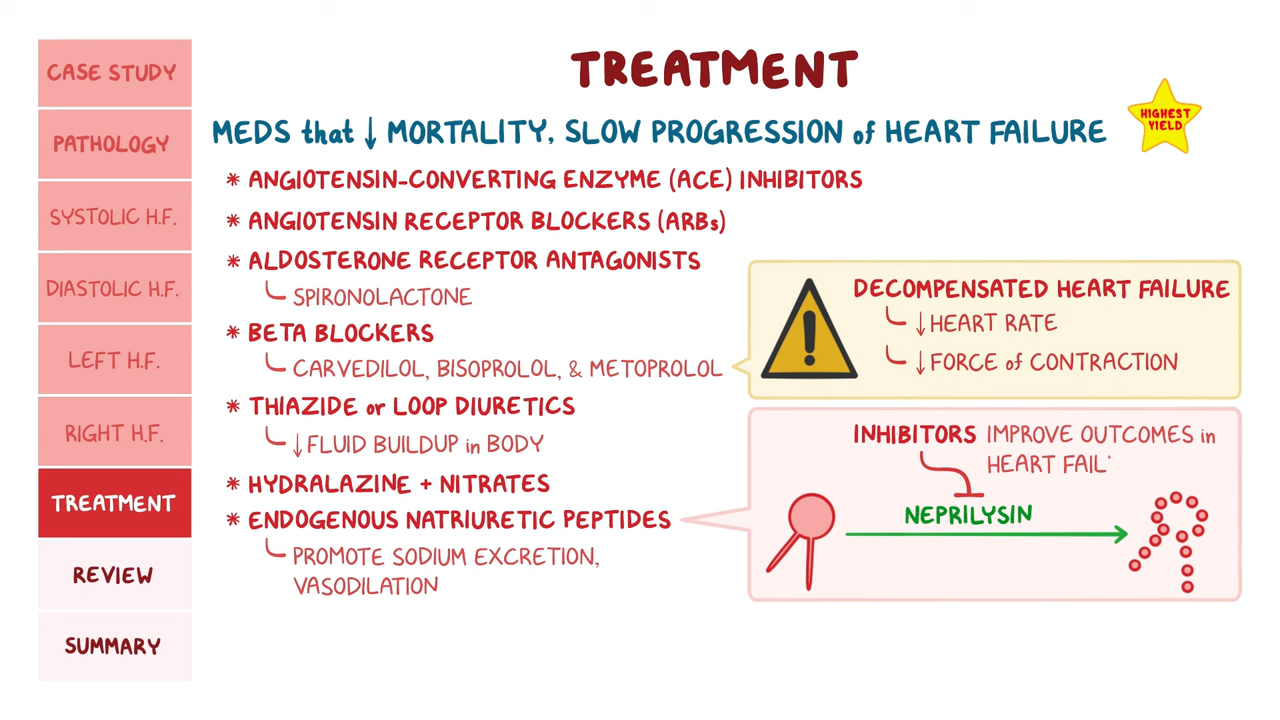 CASE STUDY
PATHOLOGY
SYSTOLIC H.F.
DIASTOLIC H.F.
LEFT H.F.
RIGHT H.F.
TREATMENT
REVIEW
SUMMARY
TREATMENT
MEDS that ↓ MORTALITY, SLOW PROGRESSION of HEART FAILURE
HIGHEST
YIELD
* ANGIOTENSIN-CONVERTING ENZYME (ACE) INHIBITORS
* ANGIOTENSIN RECEPTOR BLOCKERS (ARBs)
* ALDOSTERONE RECEPTOR ANTAGONISTS
SPIRONOLACTONE
* BETA BLOCKERS
CARVEDILOL, BISOPROLOL, & METOPROLOL
* THIAZIDE or LOOP DIURETICS
↓ FLUID BUILDUP in BODY
* HYDRALAZINE + NITRATES
* ENDOGENOUS NATRIURETIC PEPTIDES
PROMOTE SODIUM EXCRETION,
VASODILATION
!
DECOMPENSATED HEART FAILURE
↓ HEART RATE
↓ FORCE of CONTRACTION
INHIBITORS IMPROVE OUTCOMES in
HEART FAIL'
NEPRILYSIN